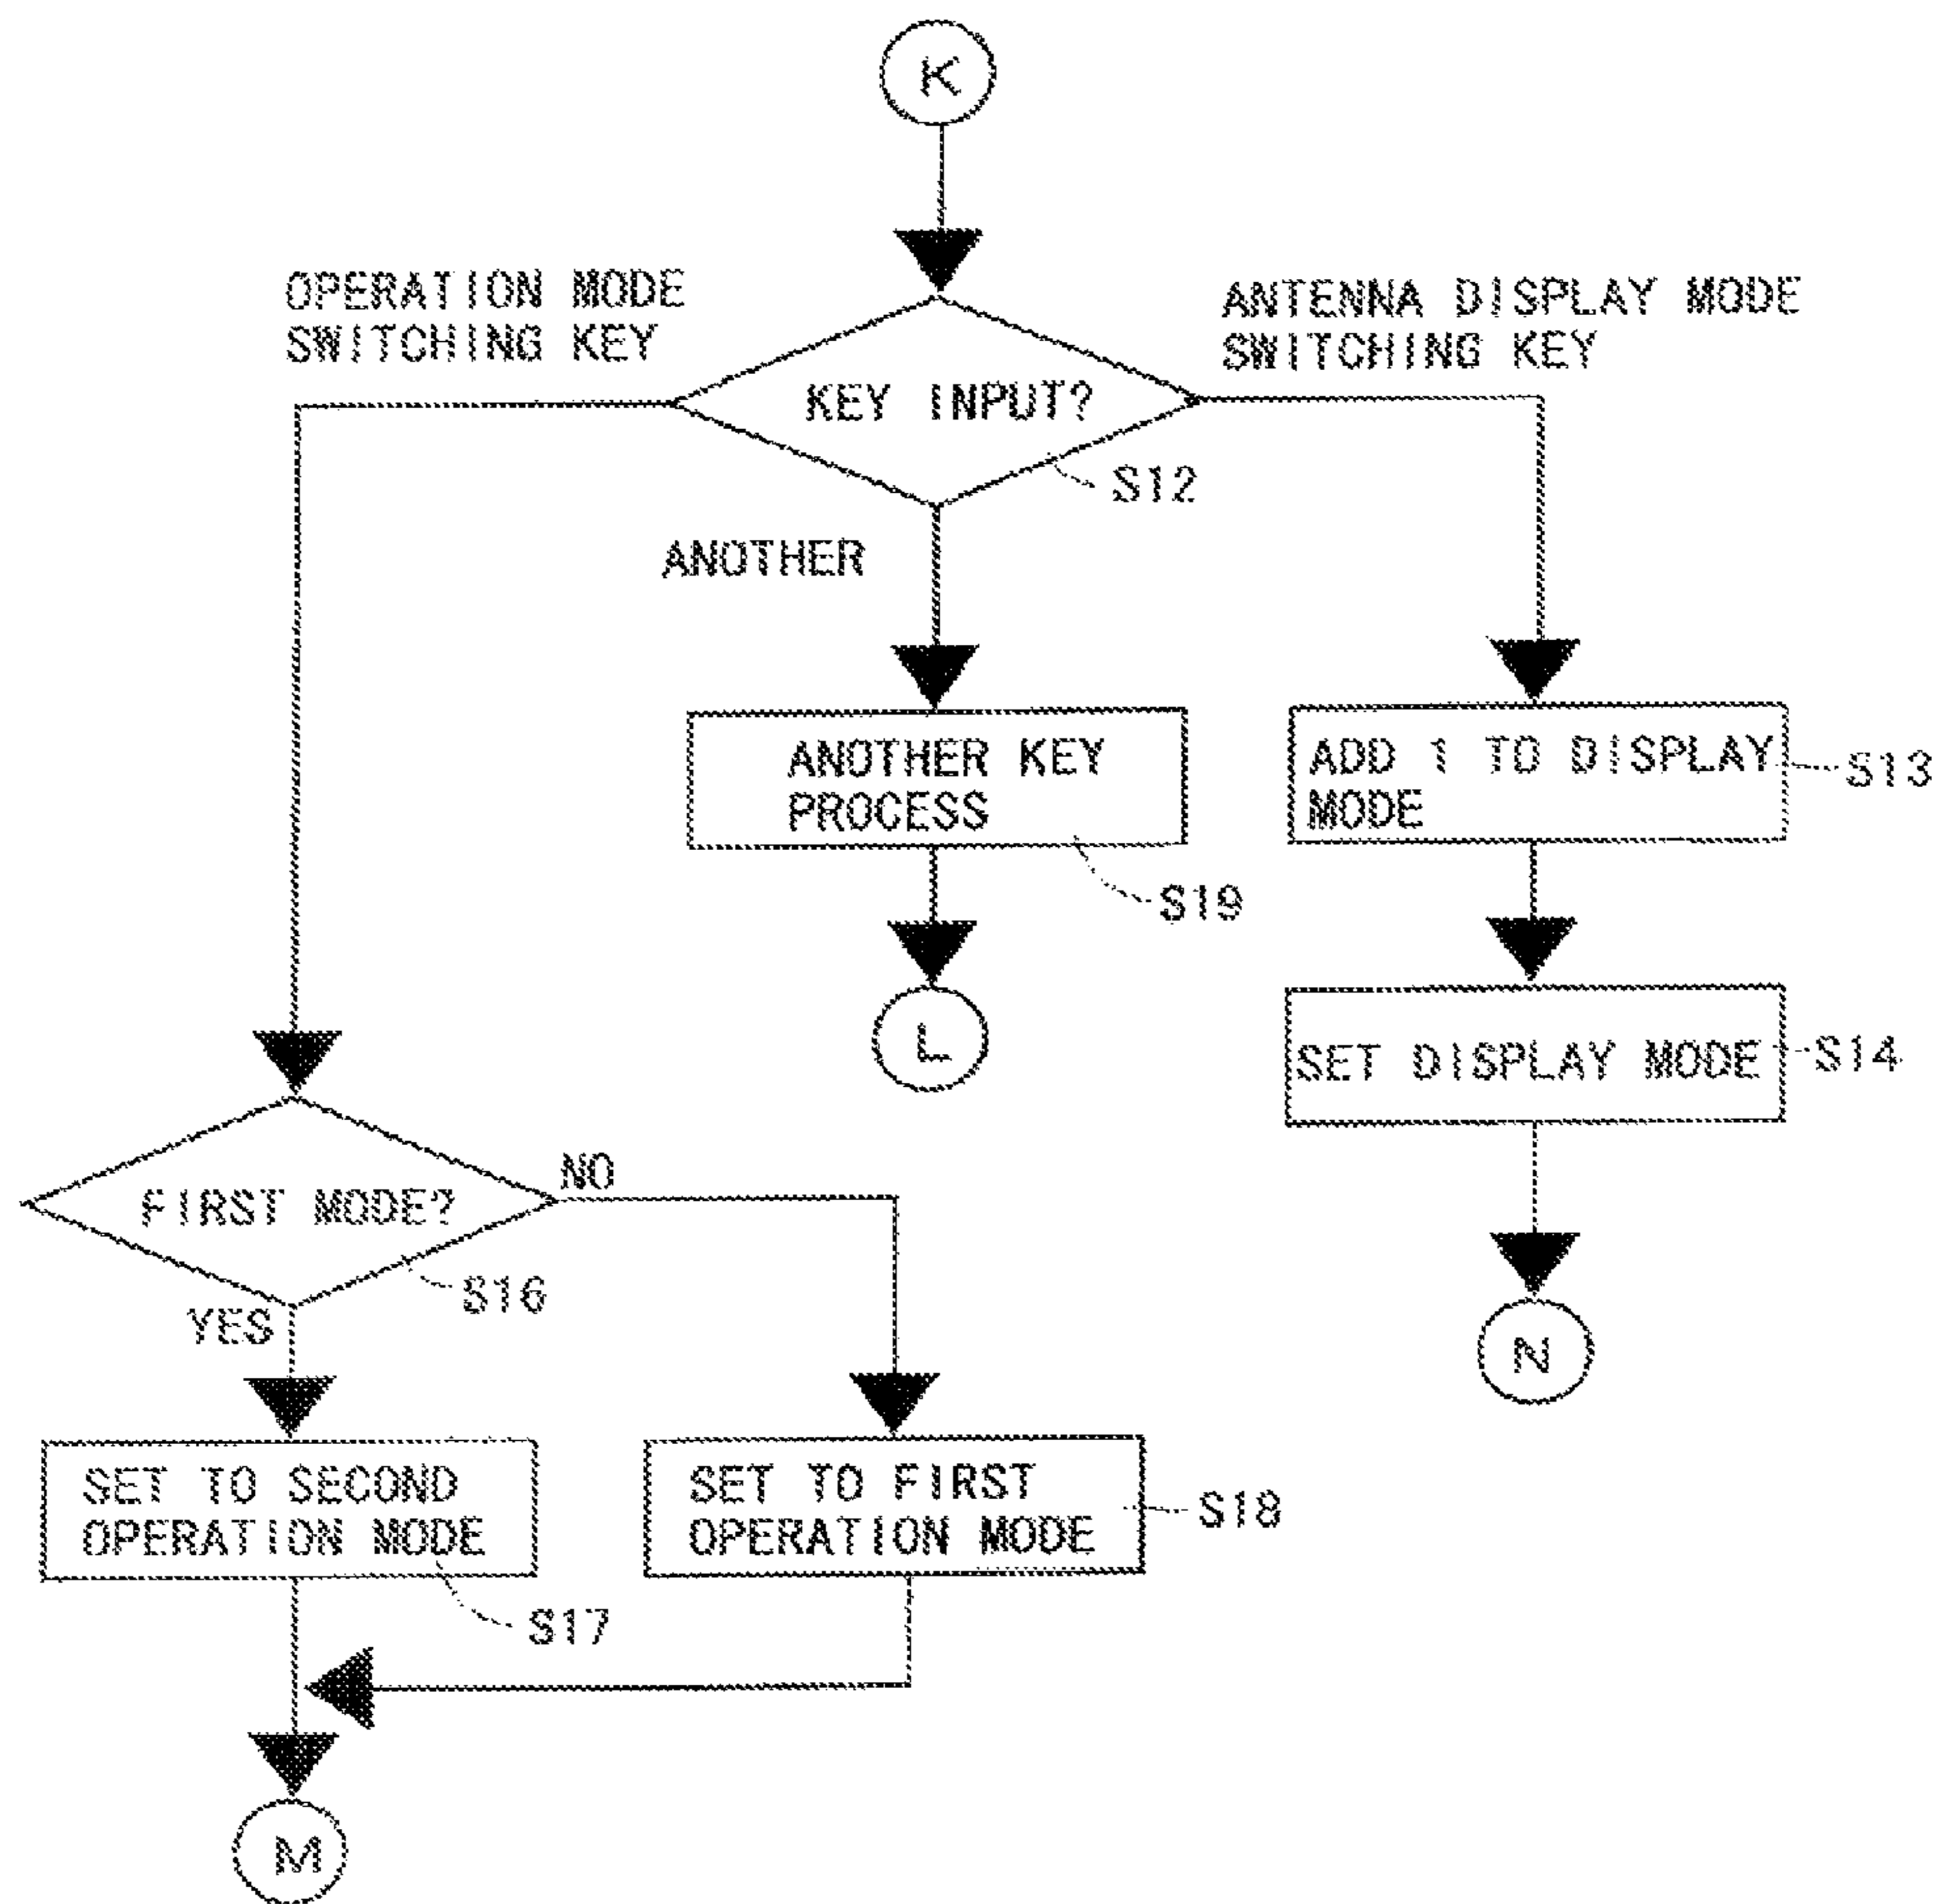 K
OPERATION MODE
SWITCHING KEY
ANTENNA DISPLAY MODE
SWITCHING KEY
KEY INPUT?
S12
ANOTHER
ANOTHER KEY
PROCESS
S19
ADD 1 TO DISPLAY
MODE
S13
L
SET DISPLAY MODE
S14
FIRST MODE?
NO
S16
YES
N
SET TO SECOND
OPERATION MODE
S17
SET TO FIRST
OPERATION MODE
S18
M